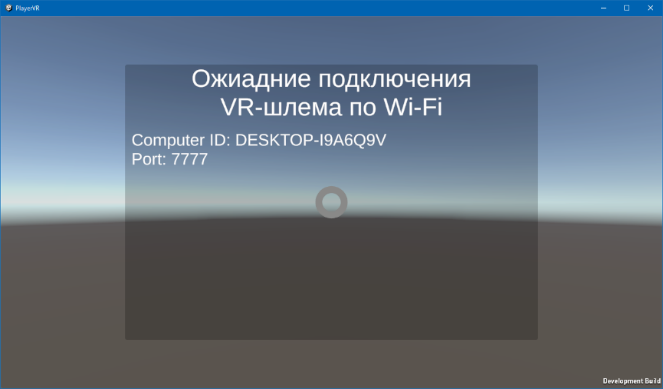 PlayerVR
Ожиадние подключения
VR-шлема по Wi-Fi
Computer ID: DESKTOP-I9A6Q9V
Port: 7777
Development Build